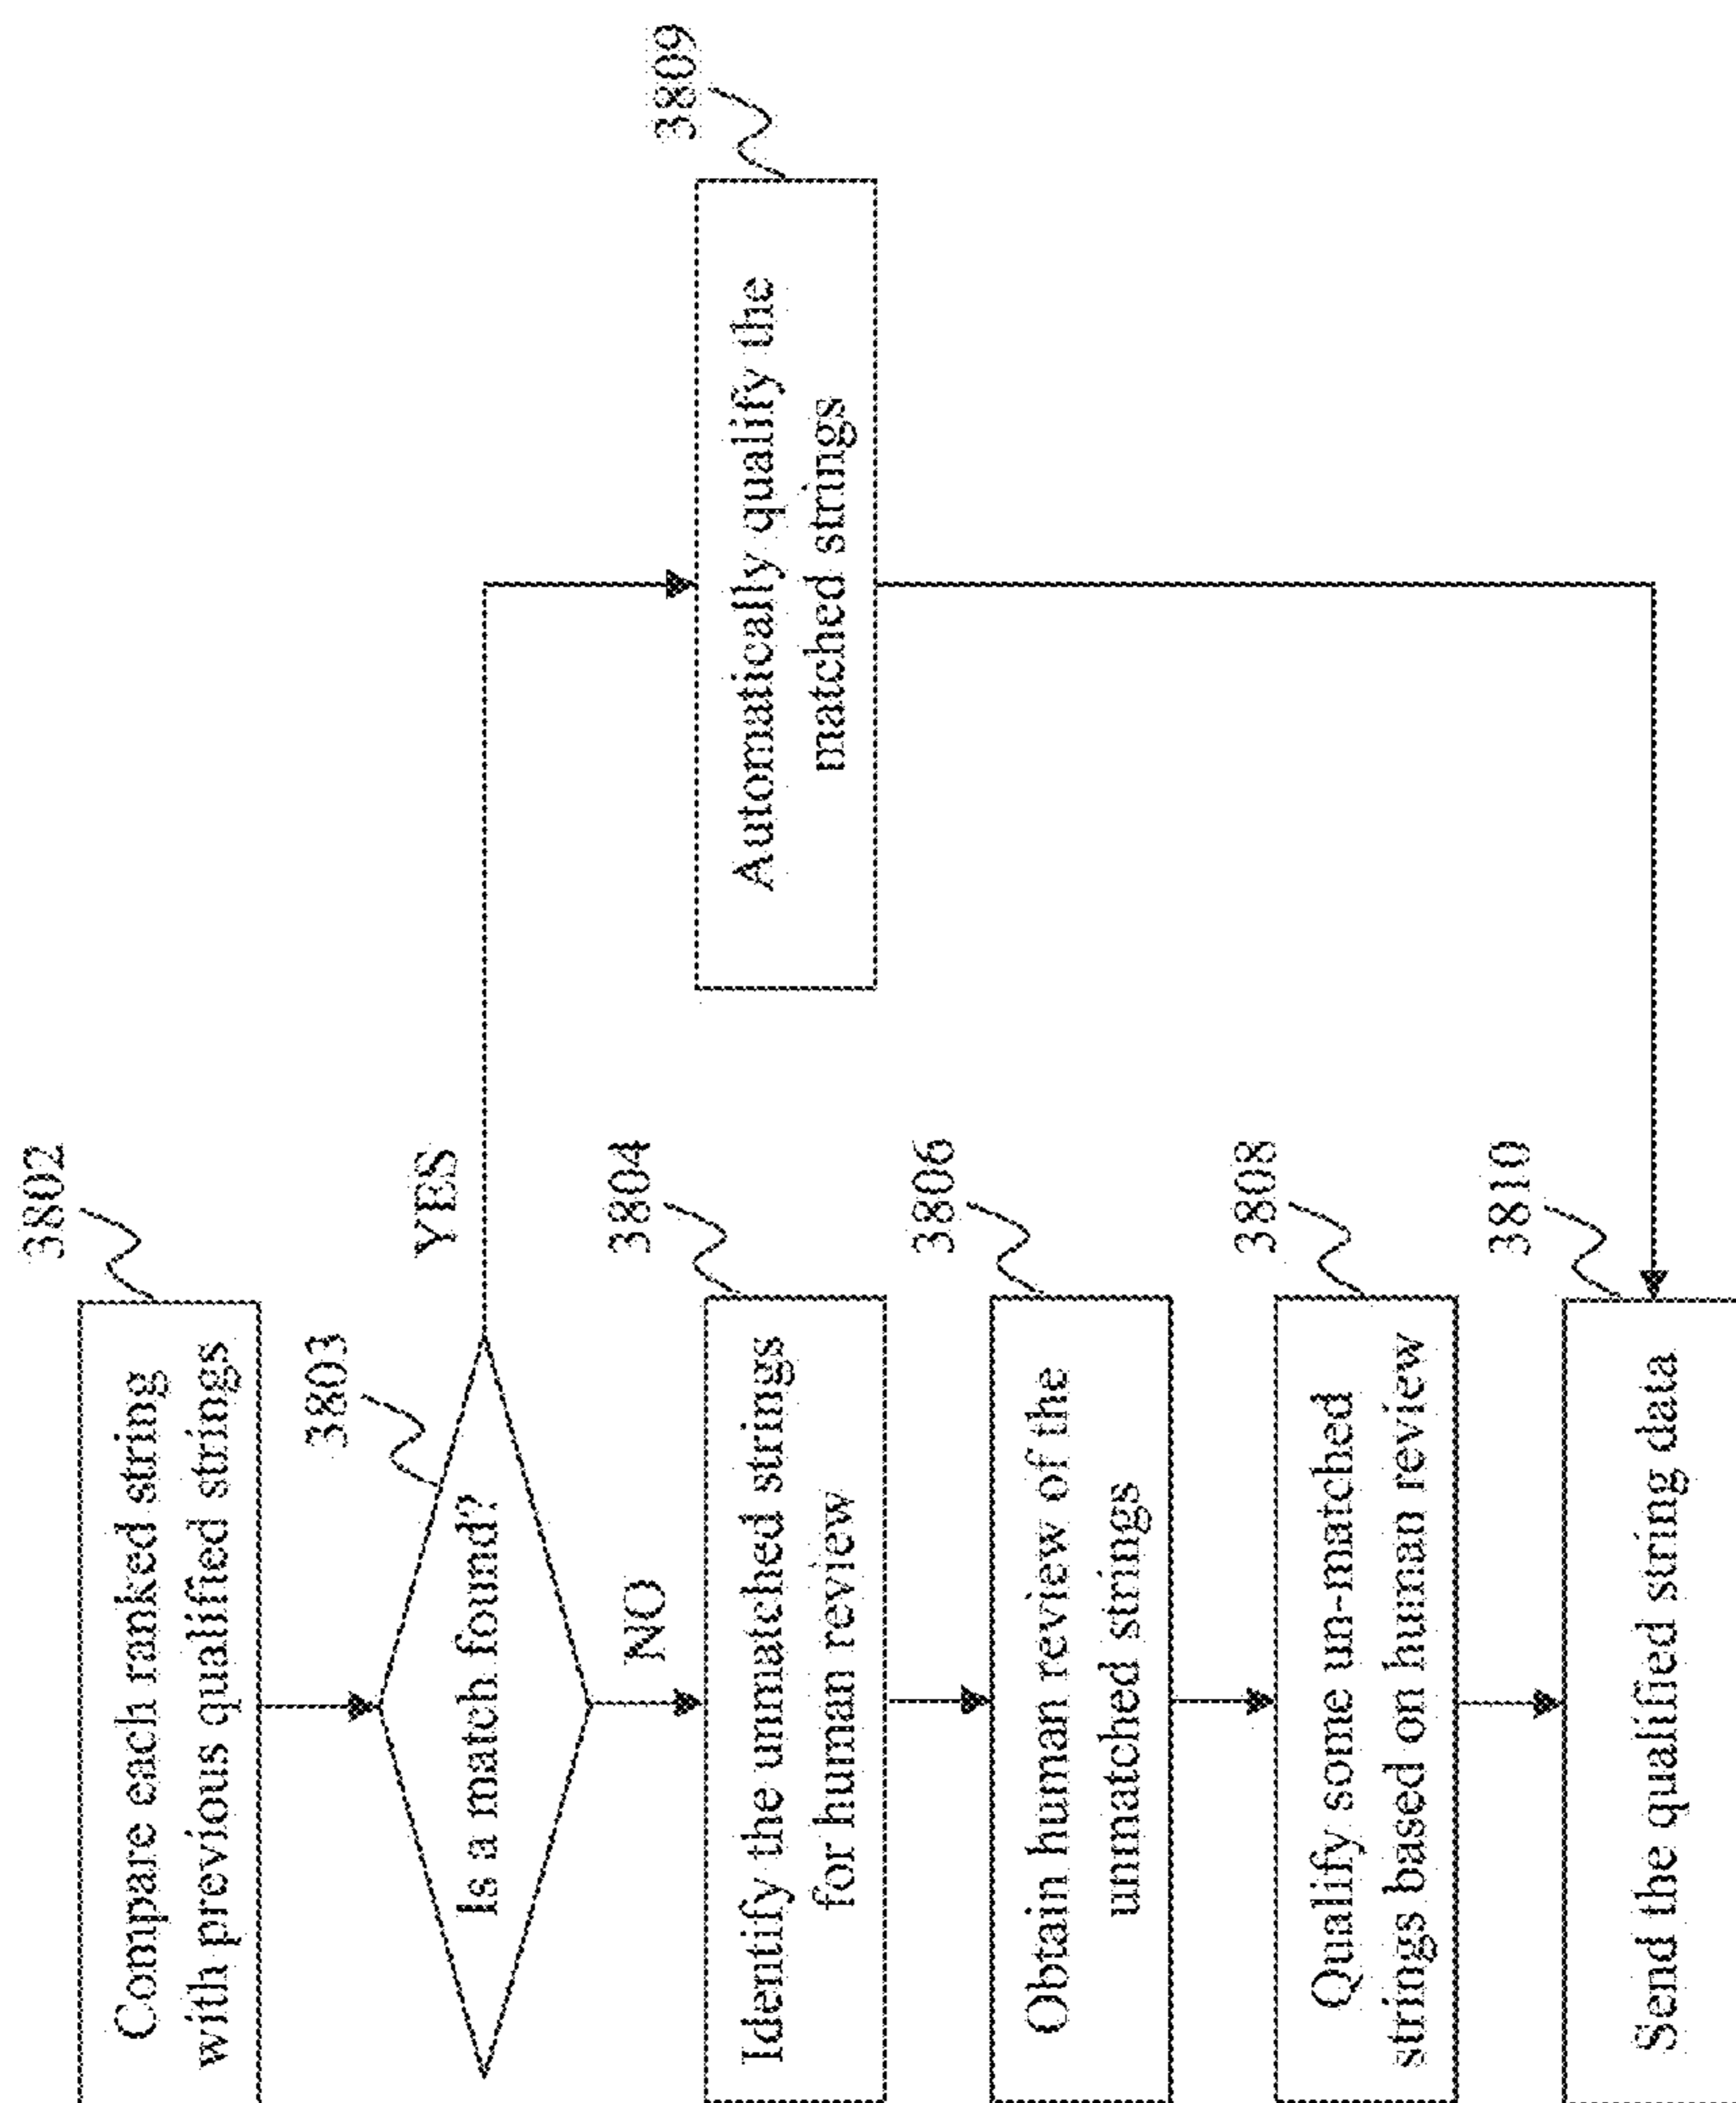 3802
Compare each ranked string
with previous qualified strings
3803
Is a match found?
YES
NO
3804
Identify the unmatched strings
for human review
3809
Automatically qualify the
matched strings
3806
Obtain human review of the
unmatched strings
3808
Qualify some un-matched
strings based on human review
3810
Send the qualified string data